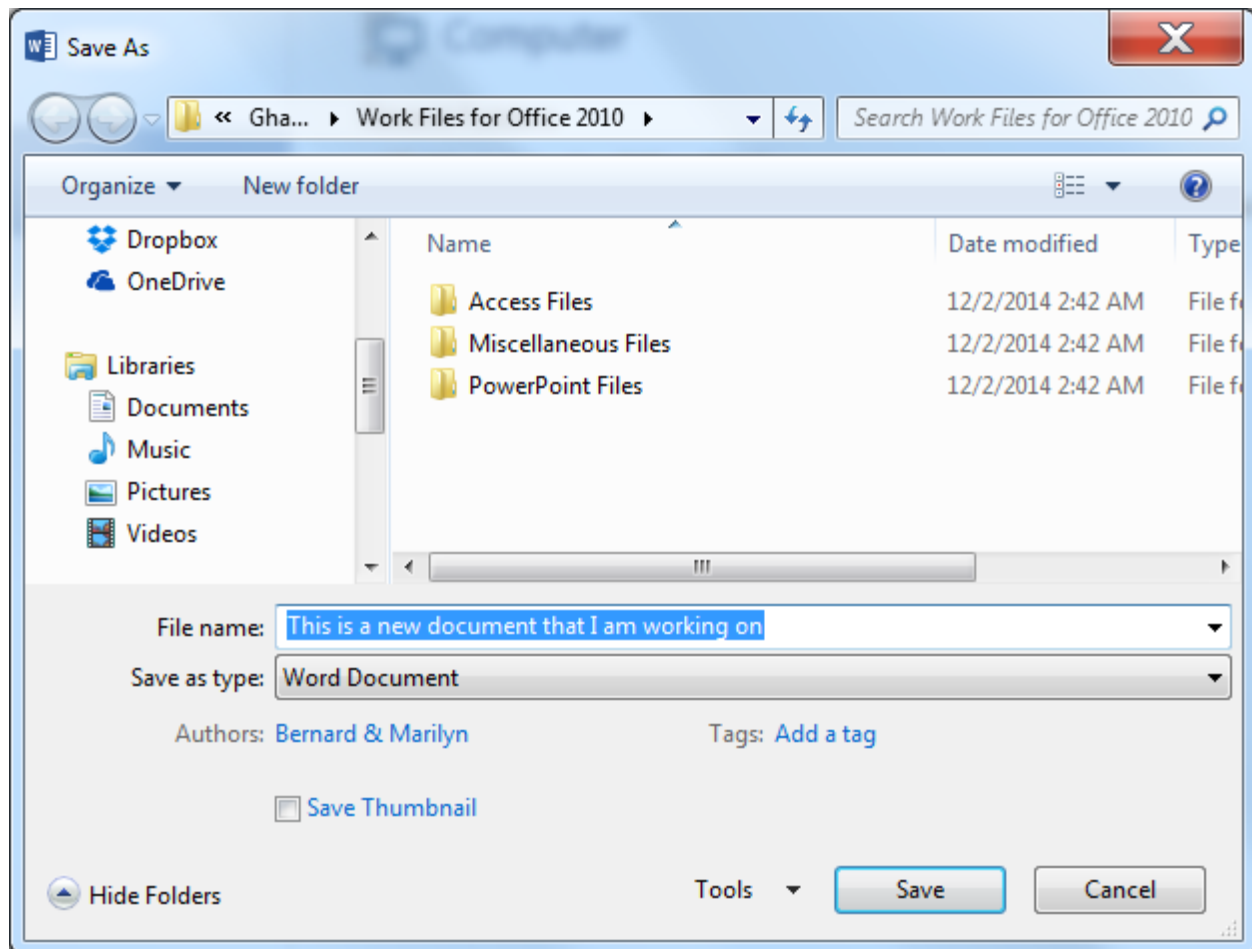 Computer
Save As
« Gha... Work Files for Office 2010 Search Work Files for Office 2010
Organize New folder
Name Date modified Type
Dropbox
OneDrive
Libraries
Documents
Music
Pictures
Videos
Access Files 12/2/2014 2:42 AM File f
Miscellaneous Files 12/2/2014 2:42 AM File f
PowerPoint Files 12/2/2014 2:42 AM File f
File name: This is a new document that I am working on
Save as type: Word Document
Authors: Bernard & Marilyn Tags: Add a tag
Save Thumbnail
Hide Folders Tools Save Cancel